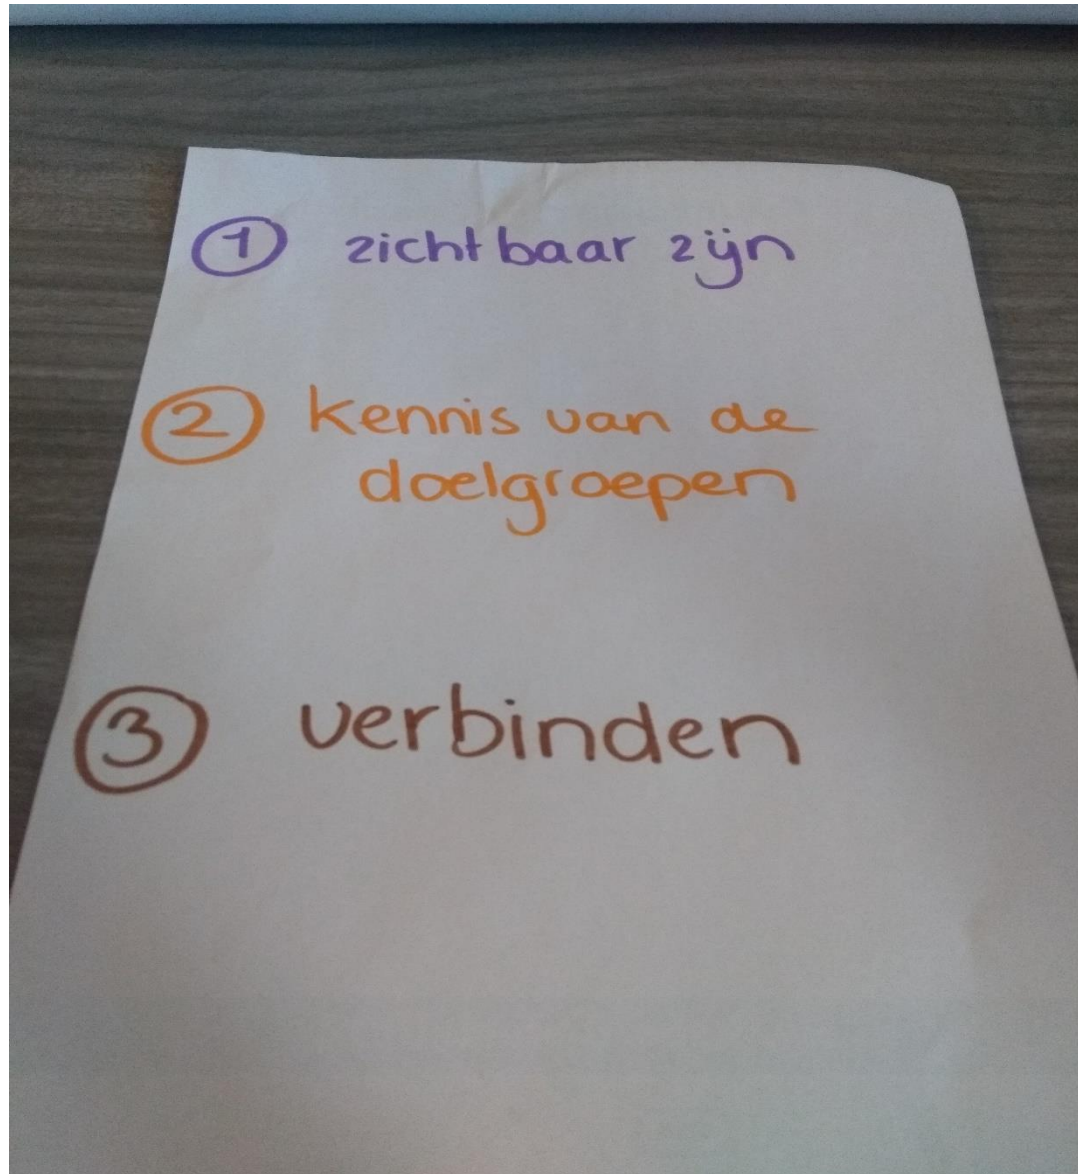 ① zichtbaar zijn
② kennis van de
doelgroepen
③ verbinden